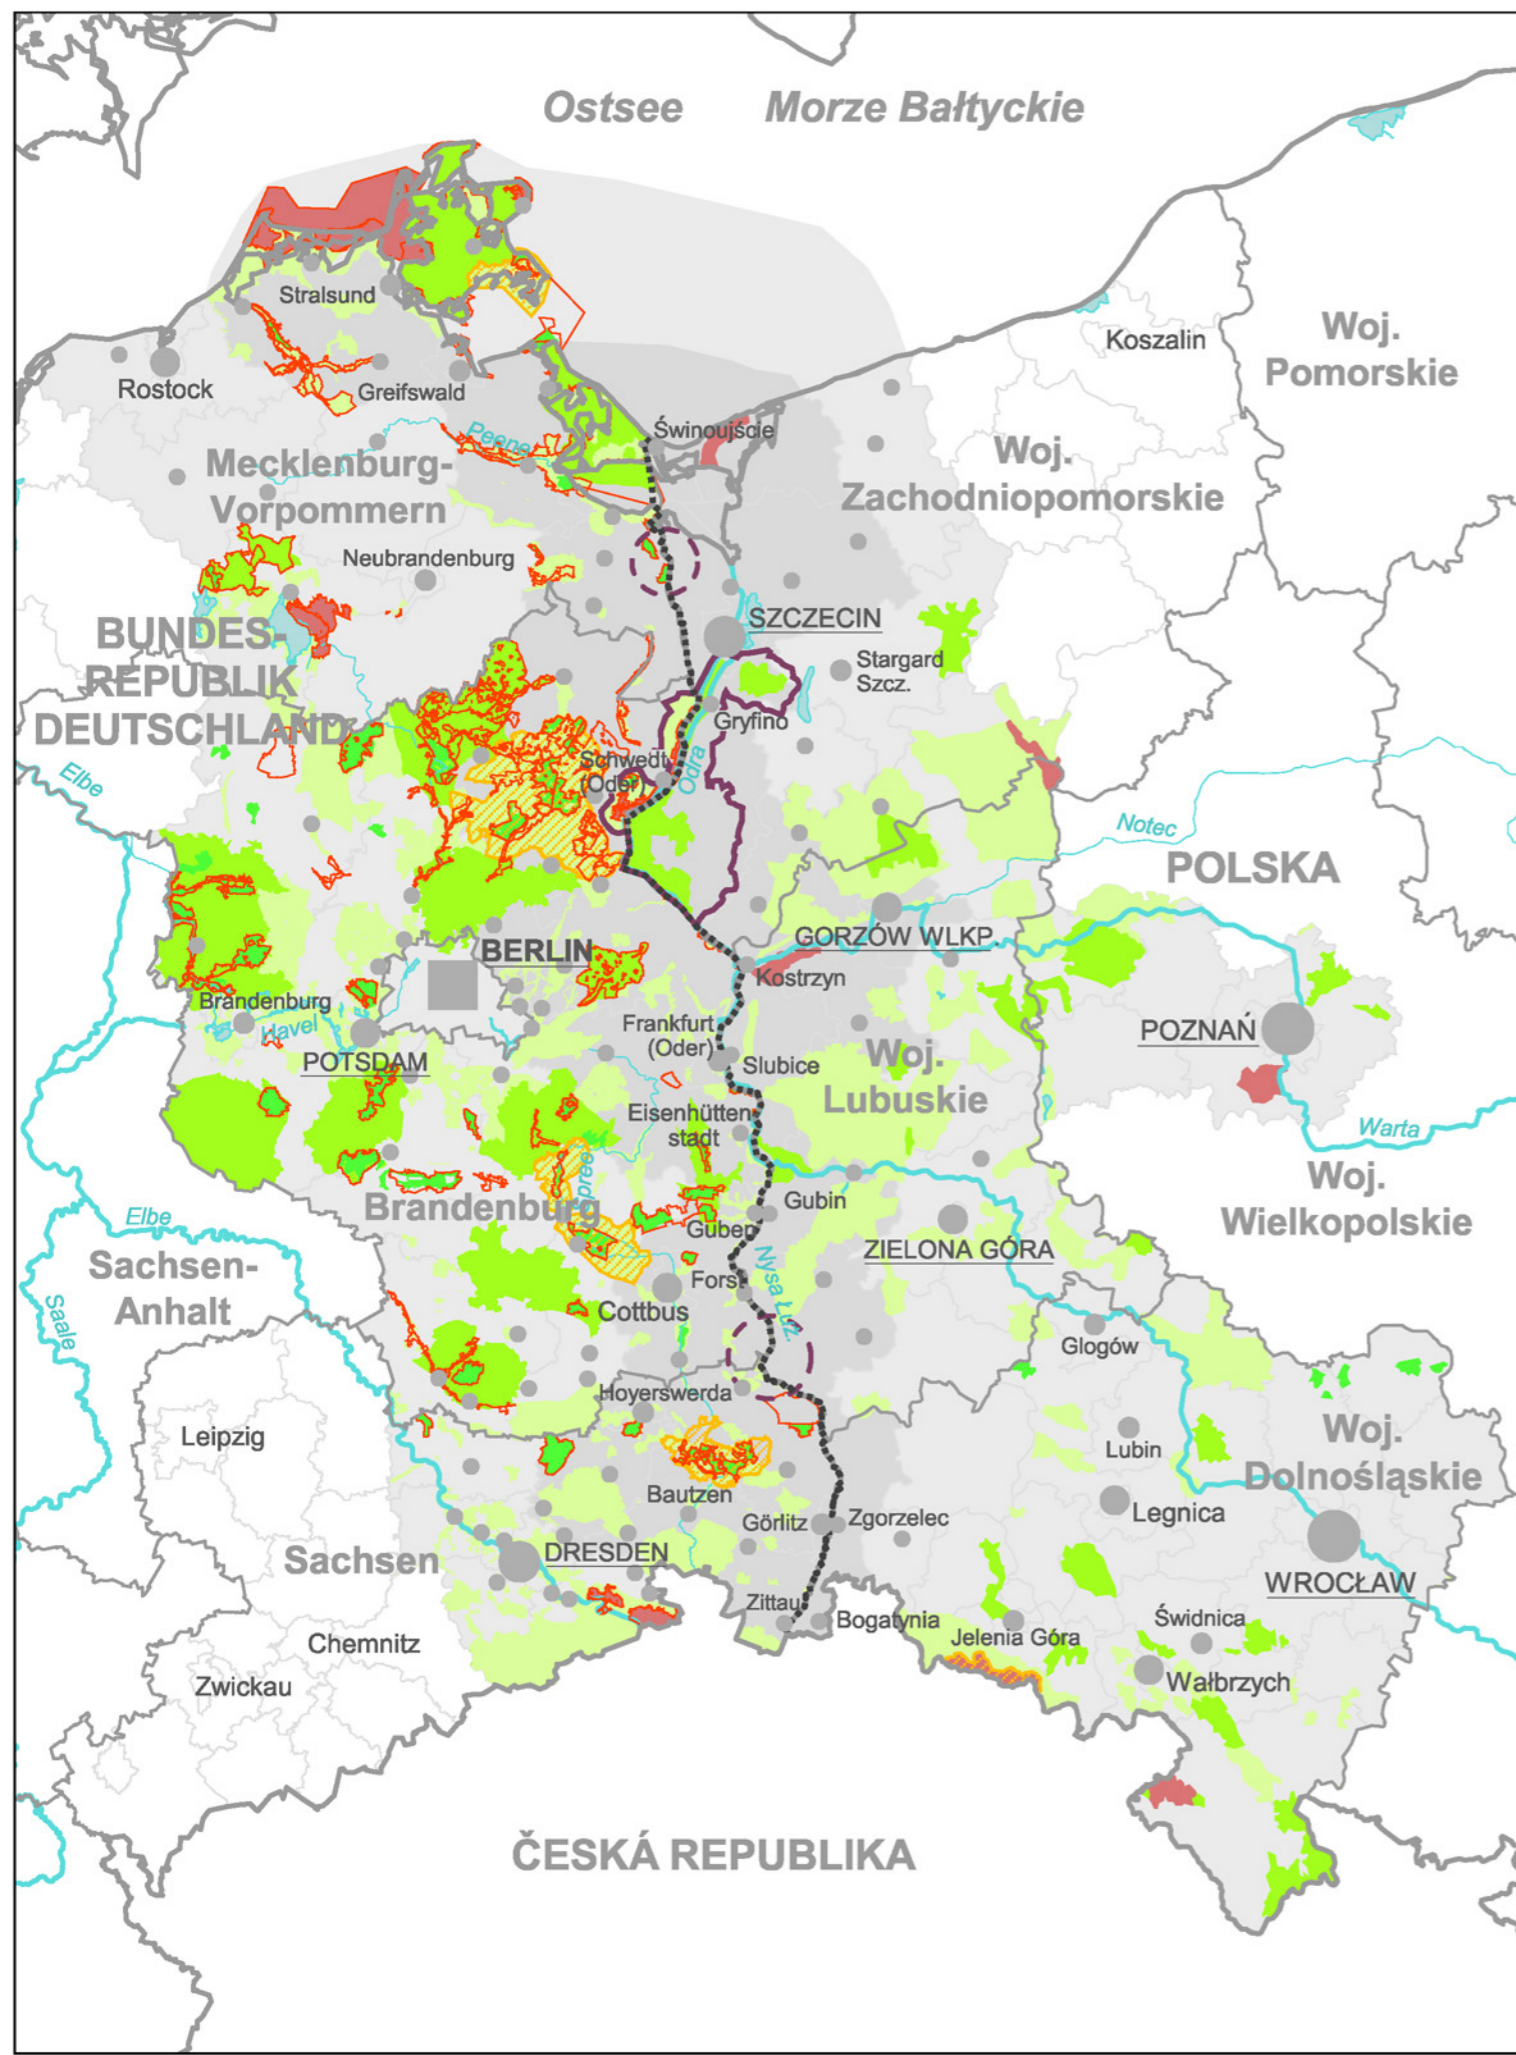 Ostsee Morze Bałtyckie
Stralsund
Koszalin
Woj.
Pomorskie
Rostock
Greifswald
Świnoujście
Peene
Mecklenburg-
Vorpommern
Woj.
Zachodniopomorskie
Neubrandenburg
SZCZECIN
BUNDES-
REPUBLIK
DEUTSCHLAND
Stargard
Szcz.
Gryfino
Elbe
Schwedt
(Oder)
Odra
Notec
POLSKA
BERLIN
GORZÓW WLKP
Kostrzyn
Brandenburg
Havel
POTSDAM
Frankfurt
(Oder)
Slubice
POZNAŃ
Woj.
Lubuskie
Eisenhütten-
stadt
Warta
Spree
Brandenburg
Gubin
Guben
Woj.
Wielkopolskie
Elbe
ZIELONA GÓRA
Sachsen-
Anhalt
Saale
Nysa Łuż.
Forst
Cottbus
Glogów
Hoyerswerda
Leipzig
Lubin
Woj.
Dolnośląskie
Bautzen
Legnica
Görlitz
Zgorzelec
Sachsen
DRESDEN
WROCŁAW
Zittau
Bogatynia
Świdnica
Jelenia Góra
Chemnitz
Zwickau
Wałbrzych
ČESKÁ REPUBLIKA